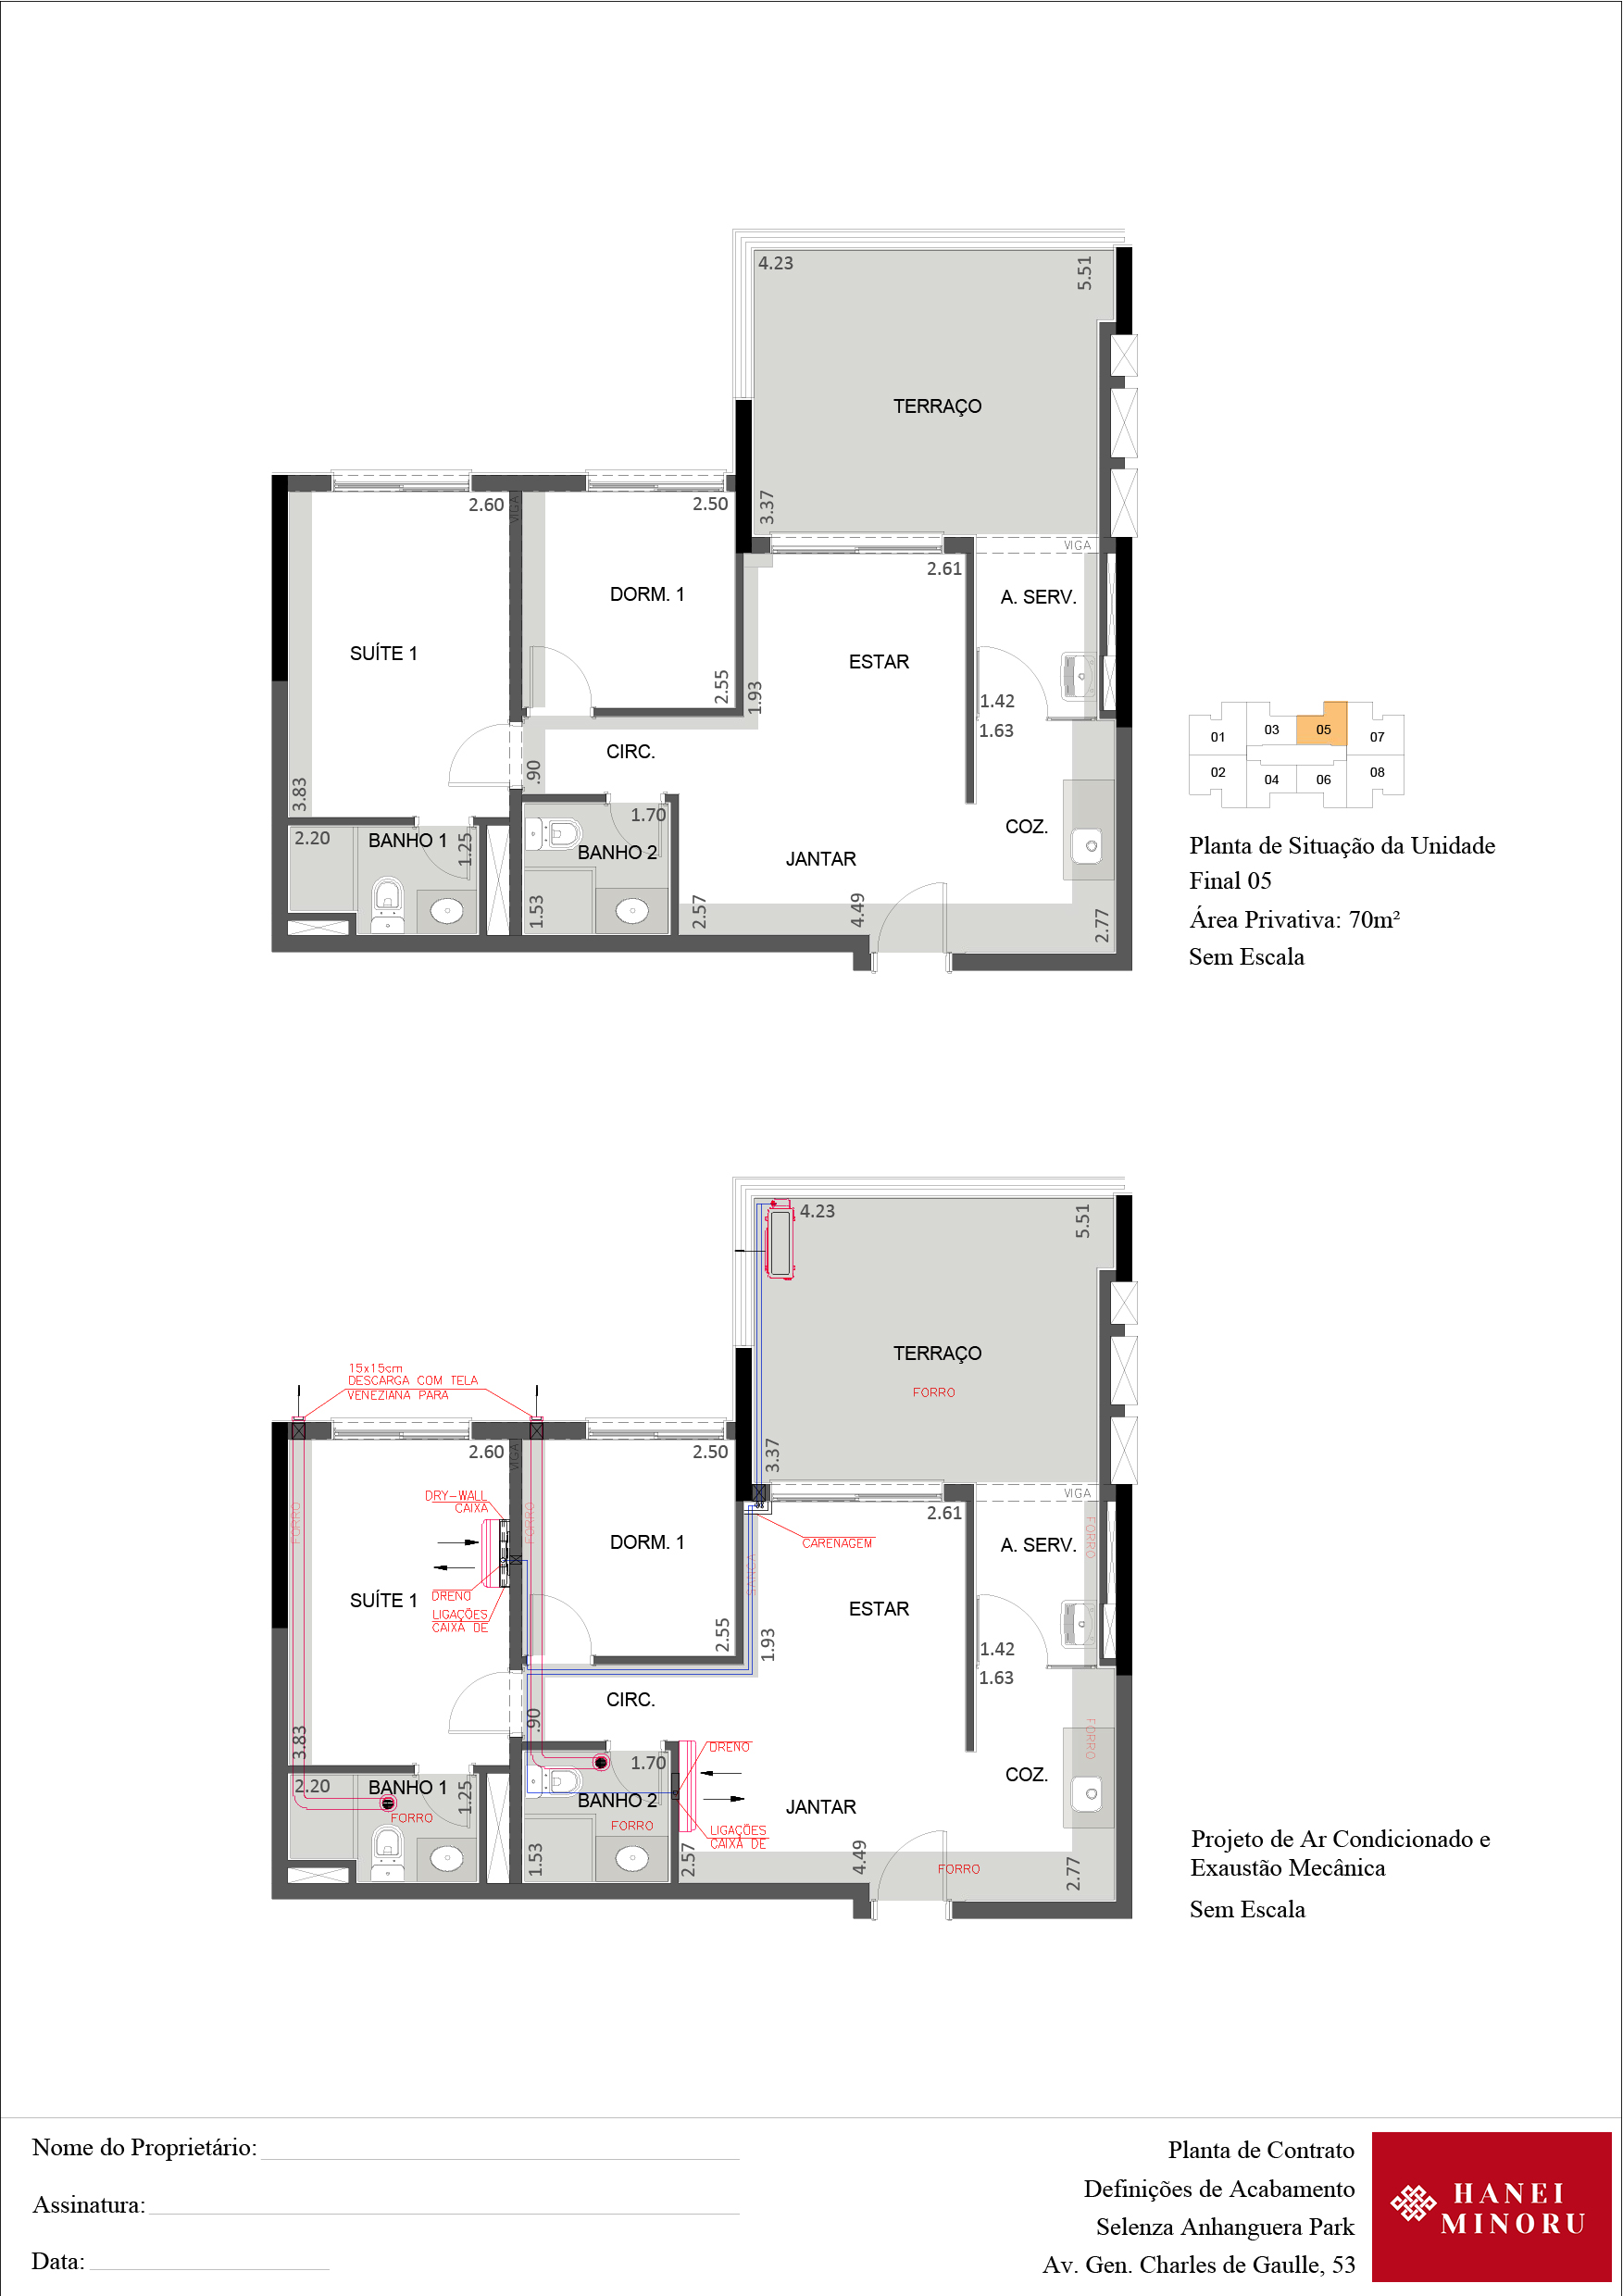 4.23
5.51
TERRAÇO
3.37
2.60
VIGA
2.50
VIGA
2.61
DORM. 1
A. SERV.
SUÍTE 1
ESTAR
2.55
1.93
1.42
1.63
CIRC.
.90
3.83
2.20
BANHO 1
1.25
1.70
BANHO 2
JANTAR
COZ.
1.53
2.57
4.49
2.77
01
03
05
07
02
04
06
08
Planta de Situação da Unidade
Final 05
Área Privativa: 70m²
Sem Escala
4.23
5.51
TERRAÇO
FORRO
15x15cm
DESCARGA COM TELA
VENEZIANA PARA
3.37
2.60
VIGA
2.50
VIGA
2.61
DRY-WALL
CAIXA
FORRO
FORRO
CARENAGEM
FORRO
DORM. 1
A. SERV.
SANCA
DRENO
SUÍTE 1
LIGAÇÕES
CAIXA DE
ESTAR
2.55
1.93
1.42
1.63
CIRC.
.90
3.83
FORRO
DRENO
2.20
BANHO 1
1.25
FORRO
1.70
BANHO 2
FORRO
JANTAR
COZ.
LIGAÇÕES
CAIXA DE
1.53
2.57
4.49
FORRO
2.77
Projeto de Ar Condicionado e
Exaustão Mecânica
Sem Escala
Nome do Proprietário:
Assinatura:
Data:
Planta de Contrato
Definições de Acabamento
Selenza Anhanguera Park
Av. Gen. Charles de Gaulle, 53
HANEI
MINORU